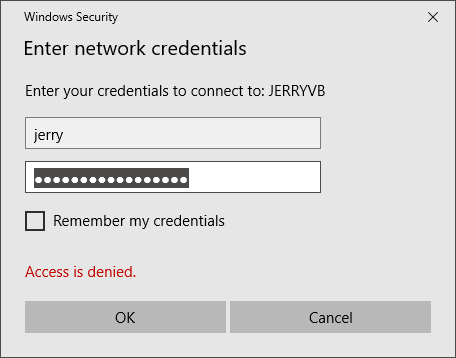 Windows Security
Enter network credentials
Enter your credentials to connect to: JERRYVB
jerry
●●●●●●●●●●●●●●●●●
Remember my credentials
Access is denied.
OK
Cancel